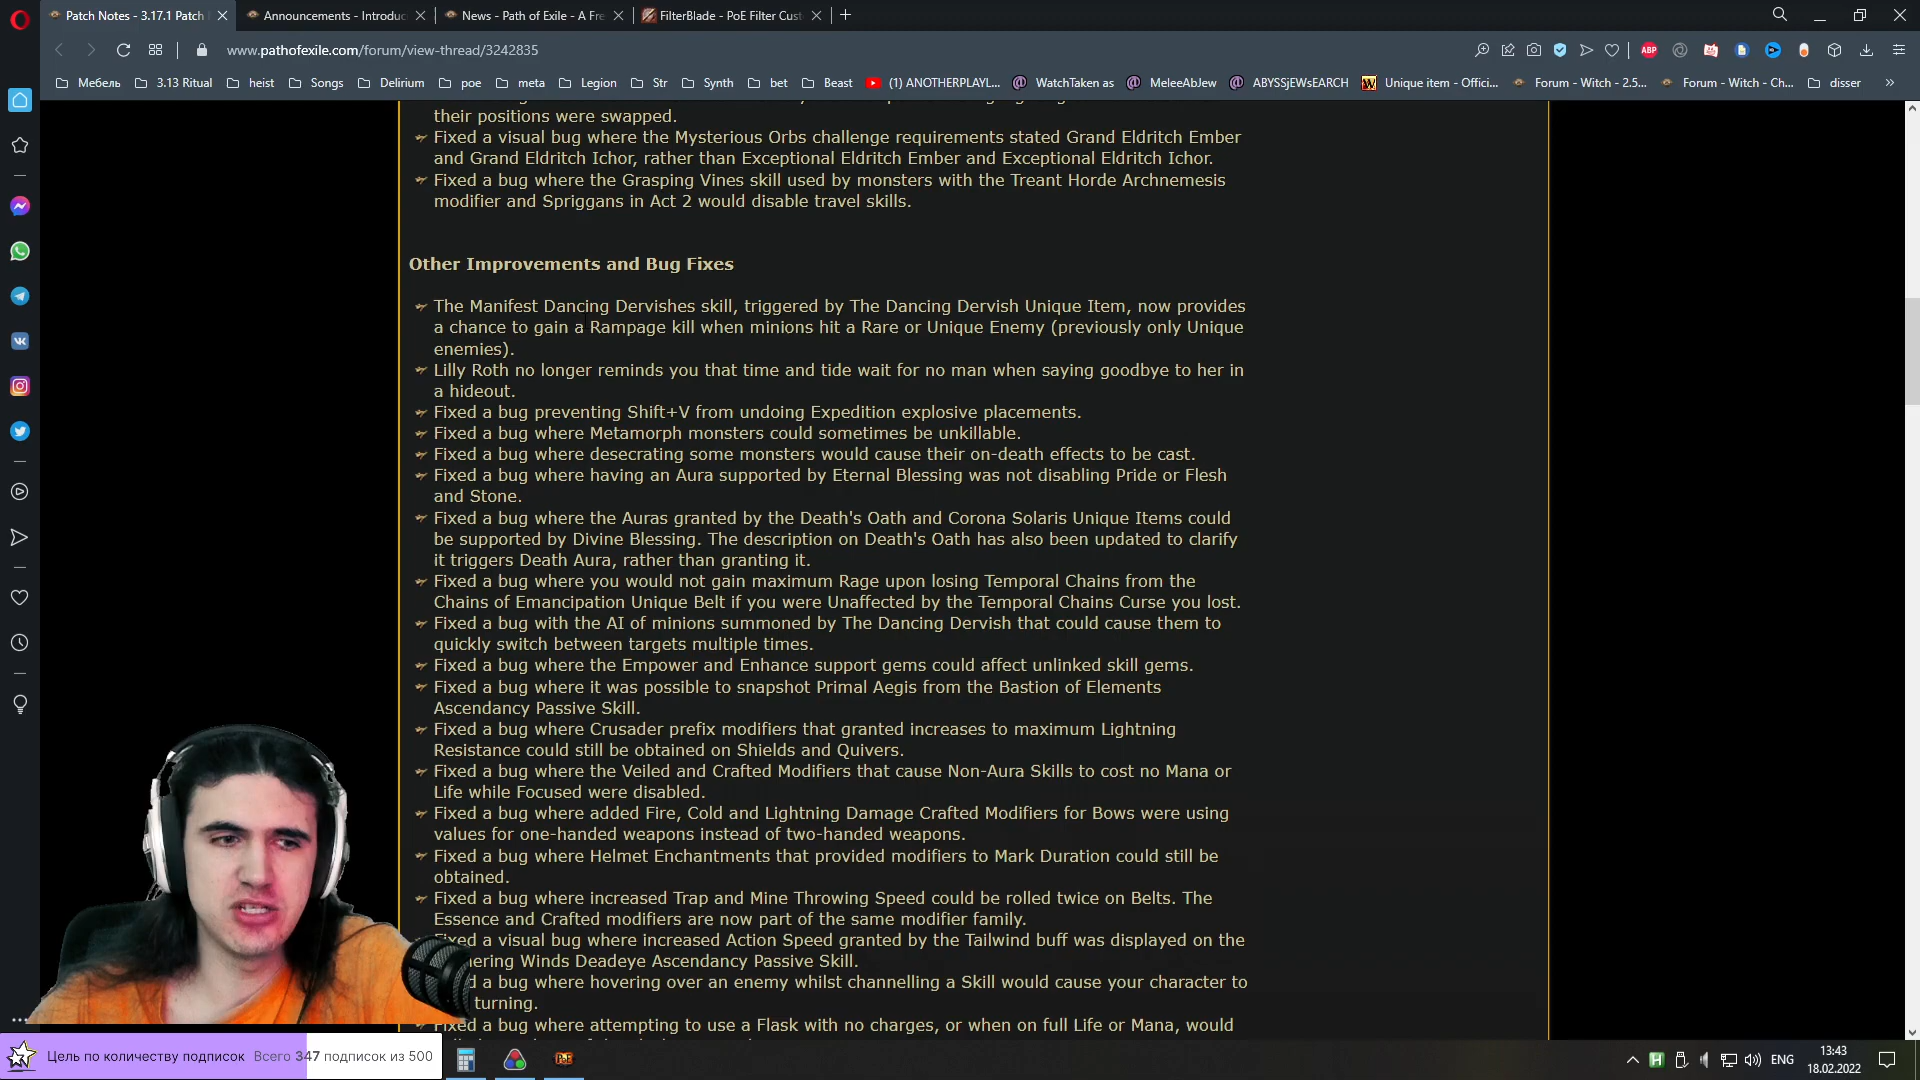 Patch Notes - 3.17.1 Patch
Announcements - Introduc
News - Path of Exile - A Fre
FilterBlade - PoE Filter Cust
www.pathofexile.com/forum/view-thread/3242835
ABP
Мебель
3.13 Ritual
heist
Songs
Delirium
poe
meta
Legion
Str
Synth
bet
Beast
(1) ANOTHERPLAYL...
WatchTaken as
MeleeAbJew
ABYSSjEWsEARCH
Unique item - Offici...
Forum - Witch - 2.5...
Forum - Witch - Ch...
disser
their positions were swapped.
Fixed a visual bug where the Mysterious Orbs challenge requirements stated Grand Eldritch Ember
and Grand Eldritch Ichor, rather than Exceptional Eldritch Ember and Exceptional Eldritch Ichor.
Fixed a bug where the Grasping Vines skill used by monsters with the Treant Horde Archnemesis
modifier and Spriggans in Act 2 would disable travel skills.
Other Improvements and Bug Fixes
The Manifest Dancing Dervishes skill, triggered by The Dancing Dervish Unique Item, now provides
a chance to gain a Rampage kill when minions hit a Rare or Unique Enemy (previously only Unique
enemies).
Lilly Roth no longer reminds you that time and tide wait for no man when saying goodbye to her in
a hideout.
Fixed a bug preventing Shift+V from undoing Expedition explosive placements.
Fixed a bug where Metamorph monsters could sometimes be unkillable.
Fixed a bug where desecrating some monsters would cause their on-death effects to be cast.
Fixed a bug where having an Aura supported by Eternal Blessing was not disabling Pride or Flesh
and Stone.
Fixed a bug where the Auras granted by the Death's Oath and Corona Solaris Unique Items could
be supported by Divine Blessing. The description on Death's Oath has also been updated to clarify
it triggers Death Aura, rather than granting it.
Fixed a bug where you would not gain maximum Rage upon losing Temporal Chains from the
Chains of Emancipation Unique Belt if you were Unaffected by the Temporal Chains Curse you lost.
Fixed a bug with the AI of minions summoned by The Dancing Dervish that could cause them to
quickly switch between targets multiple times.
Fixed a bug where the Empower and Enhance support gems could affect unlinked skill gems.
Fixed a bug where it was possible to snapshot Primal Aegis from the Bastion of Elements
Ascendancy Passive Skill.
Fixed a bug where Crusader prefix modifiers that granted increases to maximum Lightning
Resistance could still be obtained on Shields and Quivers.
Fixed a bug where the Veiled and Crafted Modifiers that cause Non-Aura Skills to cost no Mana or
Life while Focused were disabled.
Fixed a bug where added Fire, Cold and Lightning Damage Crafted Modifiers for Bows were using
values for one-handed weapons instead of two-handed weapons.
Fixed a bug where Helmet Enchantments that provided modifiers to Mark Duration could still be
obtained.
Fixed a bug where increased Trap and Mine Throwing Speed could be rolled twice on Belts. The
Essence and Crafted modifiers are now part of the same modifier family.
Fixed a visual bug where increased Action Speed granted by the Tailwind buff was displayed on the
hering Winds Deadeye Ascendancy Passive Skill.
d a bug where hovering over an enemy whilst channelling a Skill would cause your character to
turning.
Fixed a bug where attempting to use a Flask with no charges, or when on full Life or Mana, would
Цель по количеству подписок Всего 347 подписок из 500
PoE
ENG
13:43
18.02.2022